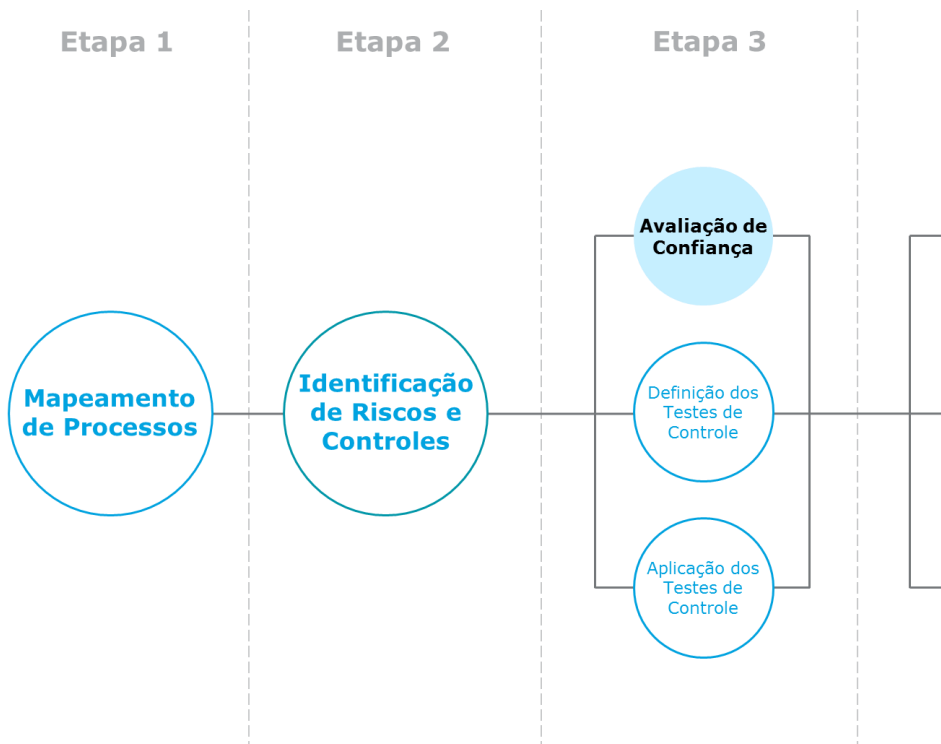 Etapa 1
Etapa 2
Etapa 3
Mapeamento
de Processos
Identificação
de Riscos e
Controles
Avaliação de
Confiança
Definição dos
Testes de
Controle
Aplicação dos
Testes de
Controle